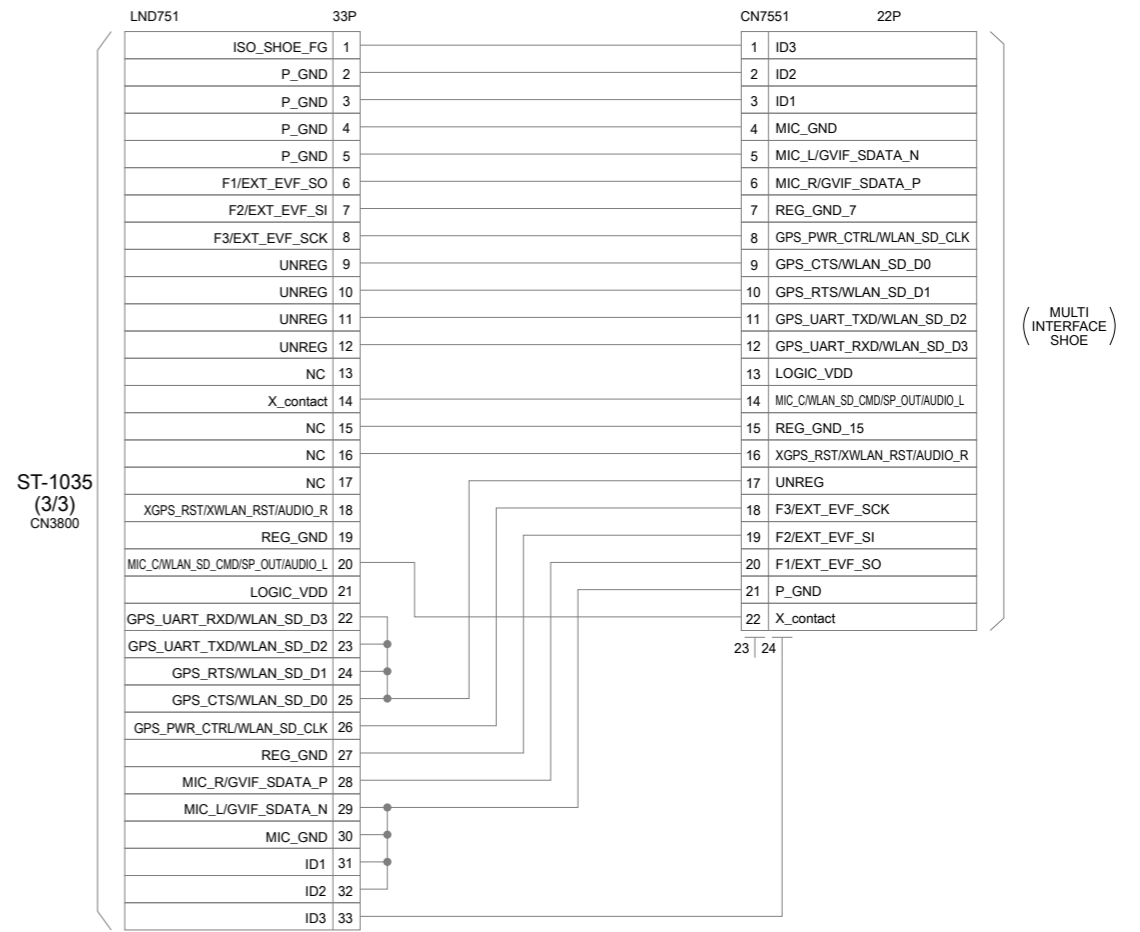 LND751 33P
ISO_SHOE_FG 1
P_GND 2
P_GND 3
P_GND 4
P_GND 5
F1/EXT_EVF_SO 6
F2/EXT_EVF_SI 7
F3/EXT_EVF_SCK 8
UNREG 9
UNREG 10
UNREG 11
UNREG 12
NC 13
X_contact 14
NC 15
NC 16
NC 17
XGPS_RST/XWLAN_RST/AUDIO_R 18
REG_GND 19
MIC_C/WLAN_SD_CMD/SP_OUT/AUDIO_L 20
LOGIC_VDD 21
GPS_UART_RXD/WLAN_SD_D3 22
GPS_UART_TXD/WLAN_SD_D2 23
GPS_RTS/WLAN_SD_D1 24
GPS_CTS/WLAN_SD_D0 25
GPS_PWR_CTRL/WLAN_SD_CLK 26
REG_GND 27
MIC_R/GVIF_SDATA_P 28
MIC_L/GVIF_SDATA_N 29
MIC_GND 30
ID1 31
ID2 32
ID3 33
ST-1035
(3/3)
CN3800
CN7551 22P
1 ID3
2 ID2
3 ID1
4 MIC_GND
5 MIC_L/GVIF_SDATA_N
6 MIC_R/GVIF_SDATA_P
7 REG_GND_7
8 GPS_PWR_CTRL/WLAN_SD_CLK
9 GPS_CTS/WLAN_SD_D0
10 GPS_RTS/WLAN_SD_D1
11 GPS_UART_TXD/WLAN_SD_D2
12 GPS_UART_RXD/WLAN_SD_D3
13 LOGIC_VDD
14 MIC_C/WLAN_SD_CMD/SP_OUT/AUDIO_L
15 REG_GND_15
16 XGPS_RST/XWLAN_RST/AUDIO_R
17 UNREG
18 F3/EXT_EVF_SCK
19 F2/EXT_EVF_SI
20 F1/EXT_EVF_SO
21 P_GND
22 X_contact
23 24
MULTI
INTERFACE
SHOE